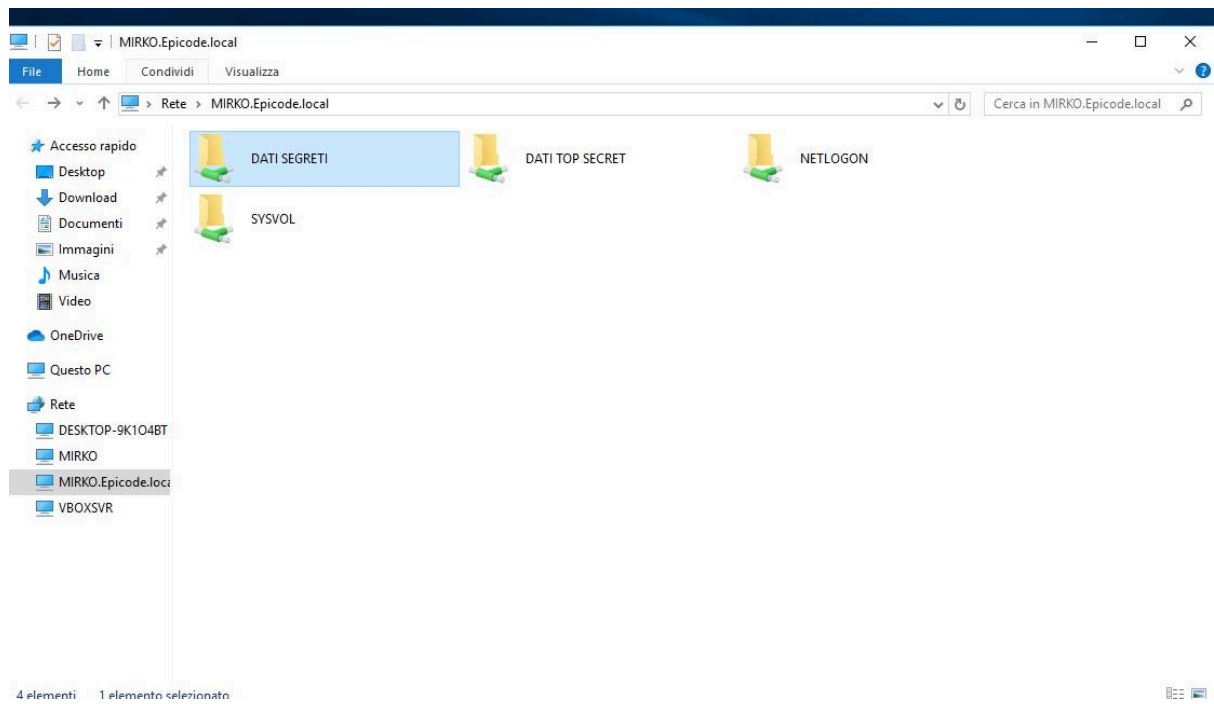 MIRKO.Epicode.local
File Home Condividi Visualizza
Rete > MIRKO.Epicode.local
Cerca in MIRKO.Epicode.local
Accesso rapido
Desktop
Download
Documenti
Immagini
Musica
Video
OneDrive
Questo PC
Rete
DESKTOP-9K1O4BT
MIRKO
MIRKO.Epicode.loca
VBOXSVR
DATI SEGRETI DATI TOP SECRET NETLOGON
SYSVOL
4 elementi 1 elemento selezionato